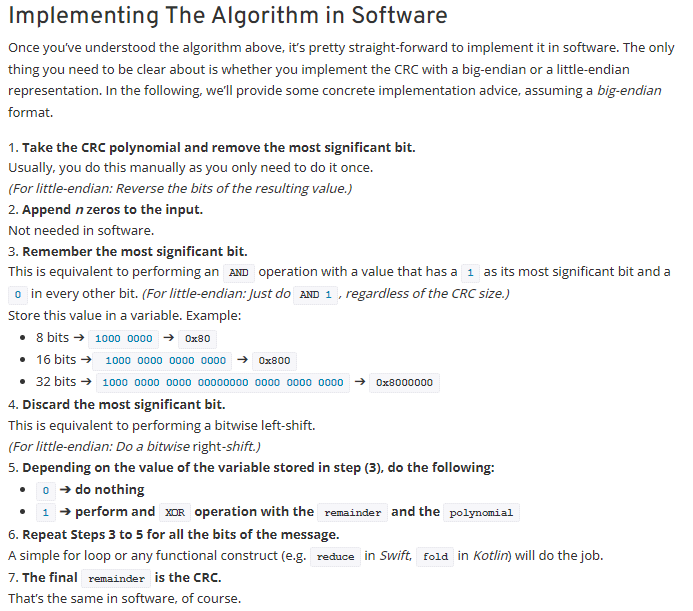 Implementing The Algorithm in Software
Once you've understood the algorithm above, it's pretty straight-forward to implement it in software. The only
thing you need to be clear about is whether you implement the CRC with a big-endian or a little-endian
representation. In the following, we'll provide some concrete implementation advice, assuming a big-endian
format.
1. Take the CRC polynomial and remove the most significant bit.
Usually, you do this manually as you only need to do it once.
(For little-endian: Reverse the bits of the resulting value.)
2. Append n zeros to the input.
Not needed in software.
3. Remember the most significant bit.
This is equivalent to performing an AND operation with a value that has a 1 as its most significant bit and a
0 in every other bit. (For little-endian: Just do AND 1 , regardless of the CRC size.)
Store this value in a variable. Example:
• 8 bits → 1000 0000 → 0x80
• 16 bits → 1000 0000 0000 0000 → 0x800
• 32 bits → 1000 0000 0000 00000000 0000 0000 0000 → 0x8000000
4. Discard the most significant bit.
This is equivalent to performing a bitwise left-shift.
(For little-endian: Do a bitwise right-shift.)
5. Depending on the value of the variable stored in step (3), do the following:
• 0 → do nothing
• 1 → perform and XOR operation with the remainder and the polynomial
6. Repeat Steps 3 to 5 for all the bits of the message.
A simple for loop or any functional construct (e.g. reduce in Swift, fold in Kotlin) will do the job.
7. The final remainder is the CRC.
That's the same in software, of course.